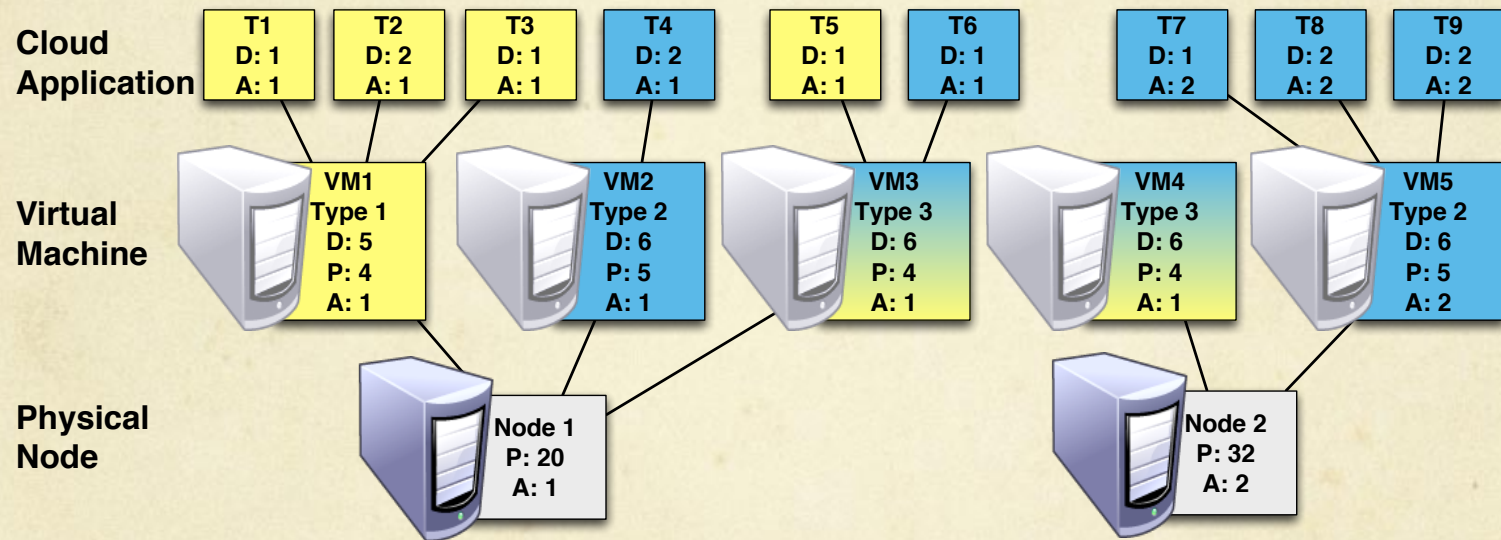 Cloud
Application
T1
D: 1
A: 1
T2
D: 2
A: 1
T3
D: 1
A: 1
T4
D: 2
A: 1
T5
D: 1
A: 1
T6
D: 1
A: 1
T7
D: 1
A: 2
T8
D: 2
A: 2
T9
D: 2
A: 2
Virtual
Machine
VM1
Type 1
D: 5
P: 4
A: 1
VM2
Type 2
D: 6
P: 5
A: 1
VM3
Type 3
D: 6
P: 4
A: 1
VM4
Type 3
D: 6
P: 4
A: 1
VM5
Type 2
D: 6
P: 5
A: 2
Physical
Node
Node 1
P: 20
A: 1
Node 2
P: 32
A: 2